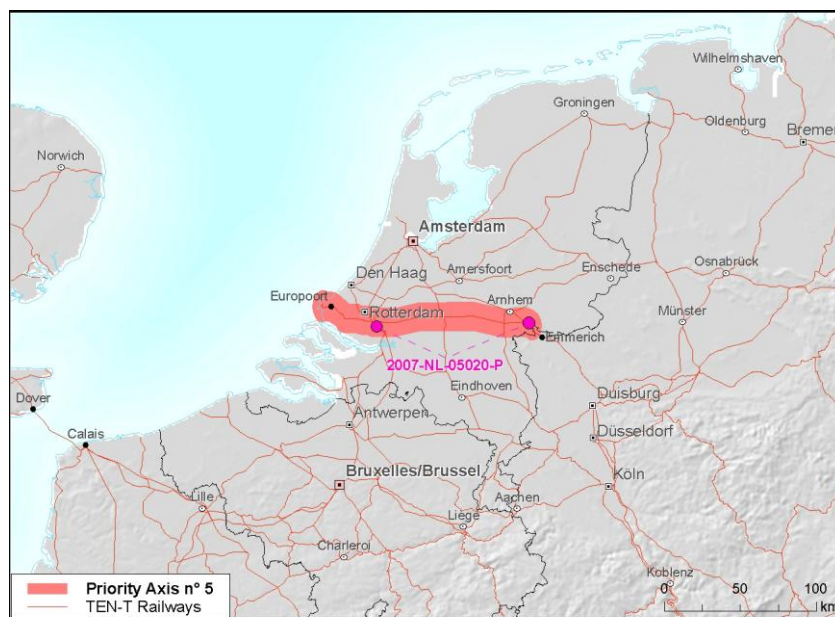 Wilhelmshaven
Groningen
Oldenburg
Bremen
Norwich
Amsterdam
Den Haag
Amersfoort
Enschede
Osnabrück
Europoort
Arnhem
Rotterdam
Münster
Emmerich
2007-NL-05020-P
Dover
Eindhoven
Duisburg
Calais
Antwerpen
Düsseldorf
Bruxelles/Brussel
Köln
Lille
Aachen
Liege
Charleroi
Koblenz
Priority Axis n° 5
TEN-T Railways
0 50 100
km